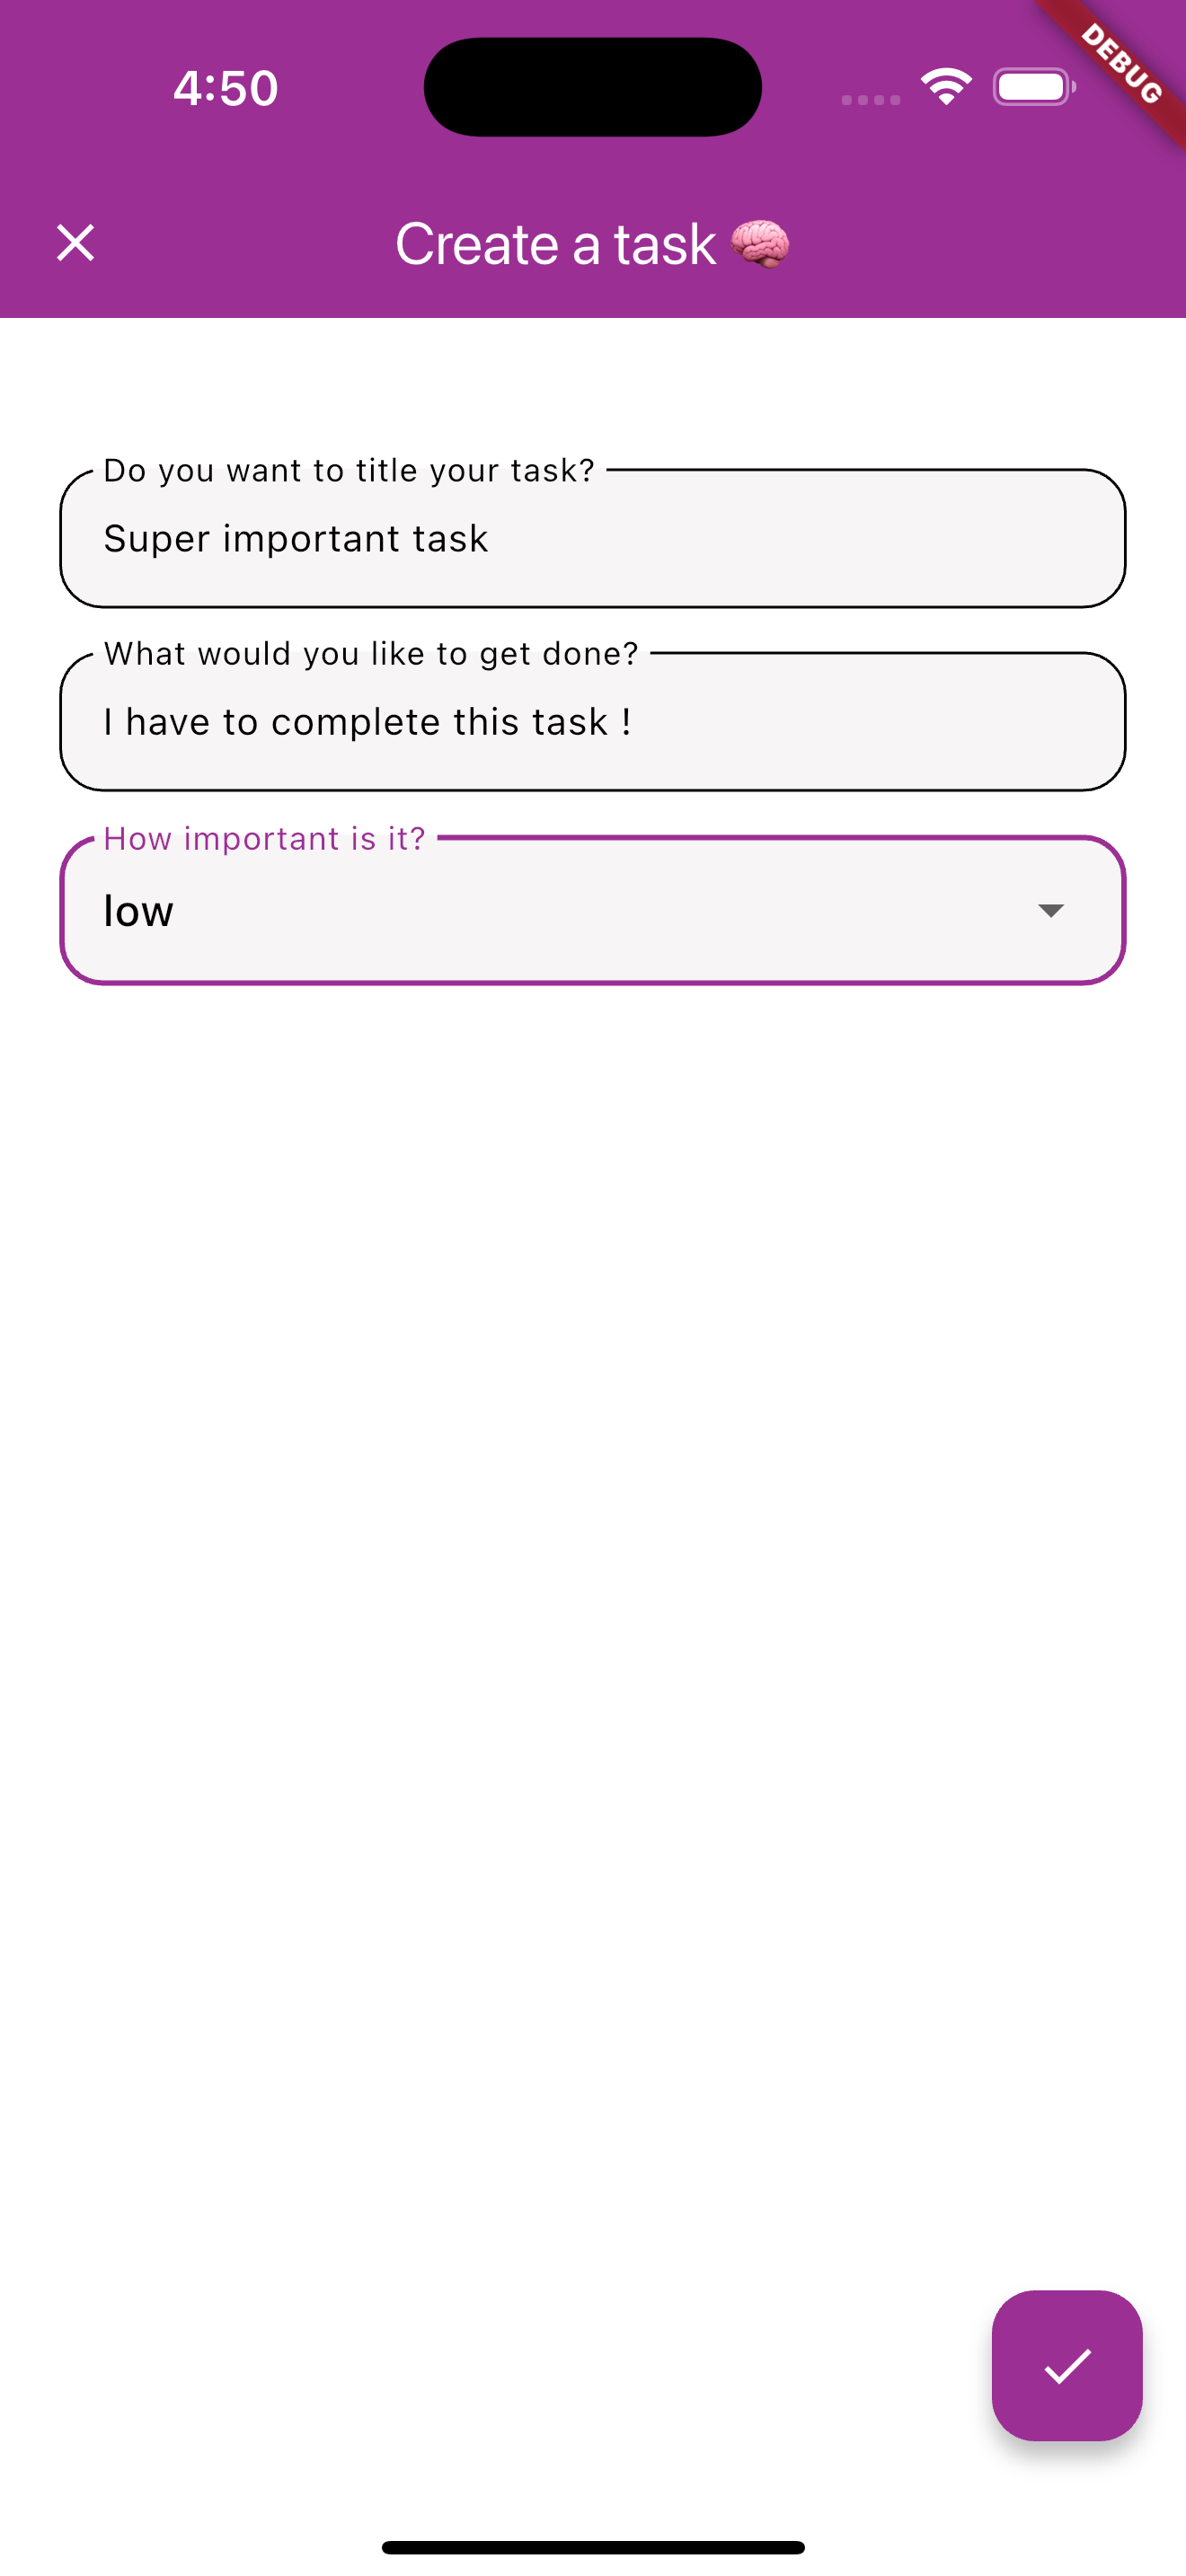 4:50
DEBUG
Create a task 🧠
Do you want to title your task?
Super important task
What would you like to get done?
I have to complete this task !
How important is it?
low